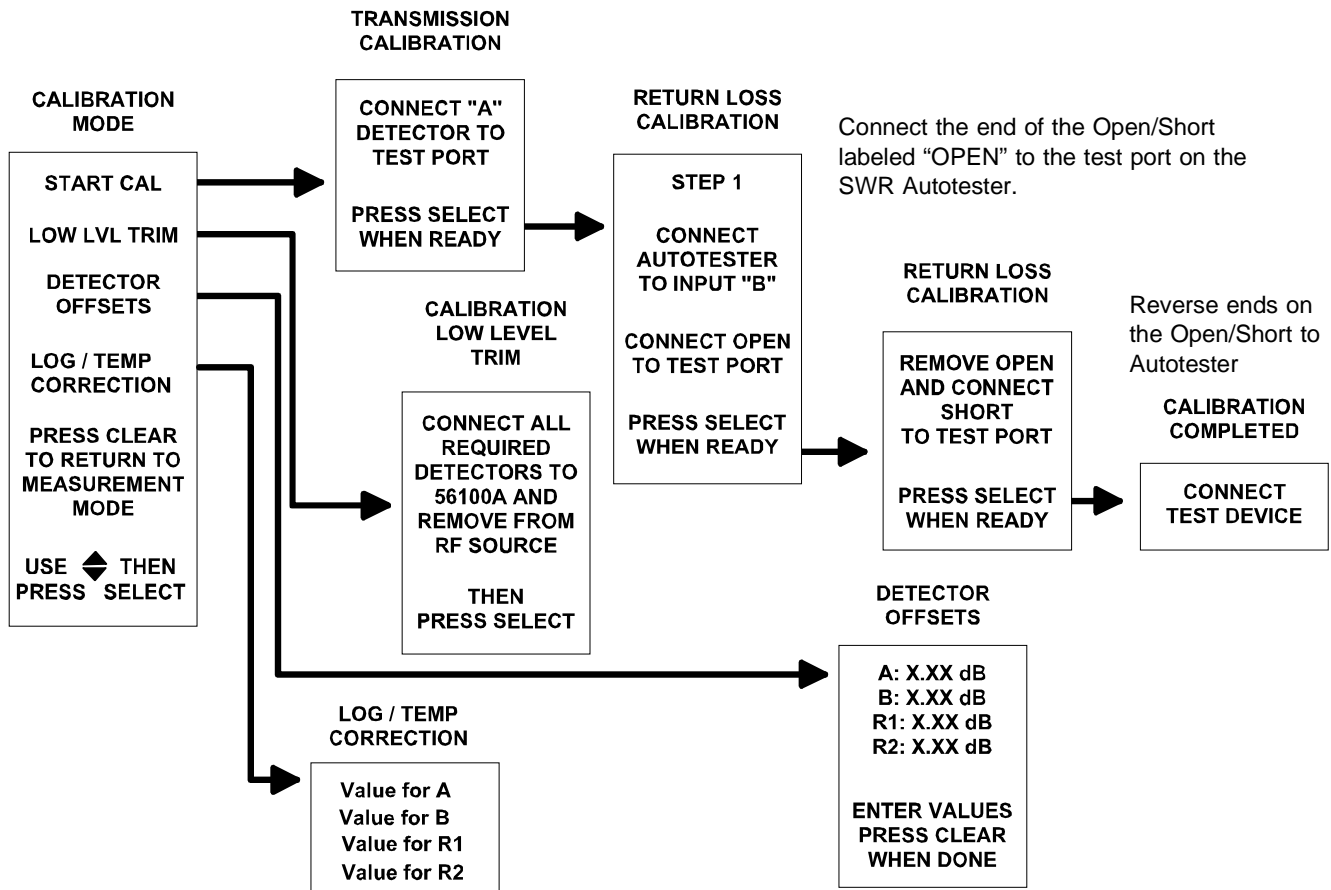 TRANSMISSION
CALIBRATION
CONNECT "A"
DETECTOR TO
TEST PORT
PRESS SELECT
WHEN READY
CALIBRATION
MODE
START CAL
LOW LVL TRIM
DETECTOR
OFFSETS
LOG / TEMP
CORRECTION
PRESS CLEAR
TO RETURN TO
MEASUREMENT
MODE
USE THEN
PRESS SELECT
RETURN LOSS
CALIBRATION
STEP 1
CONNECT
AUTOTESTER
TO INPUT "B"
CONNECT OPEN
TO TEST PORT
PRESS SELECT
WHEN READY
Connect the end of the Open/Short
labeled “OPEN” to the test port on the
SWR Autotester.
RETURN LOSS
CALIBRATION
REMOVE OPEN
AND CONNECT
SHORT
TO TEST PORT
PRESS SELECT
WHEN READY
Reverse ends on
the Open/Short to
Autotester
CALIBRATION
COMPLETED
CONNECT
TEST DEVICE
CALIBRATION
LOW LEVEL
TRIM
CONNECT ALL
REQUIRED
DETECTORS TO
56100A AND
REMOVE FROM
RF SOURCE
THEN
PRESS SELECT
DETECTOR
OFFSETS
A: X.XX dB
B: X.XX dB
R1: X.XX dB
R2: X.XX dB
ENTER VALUES
PRESS CLEAR
WHEN DONE
LOG / TEMP
CORRECTION
Value for A
Value for B
Value for R1
Value for R2